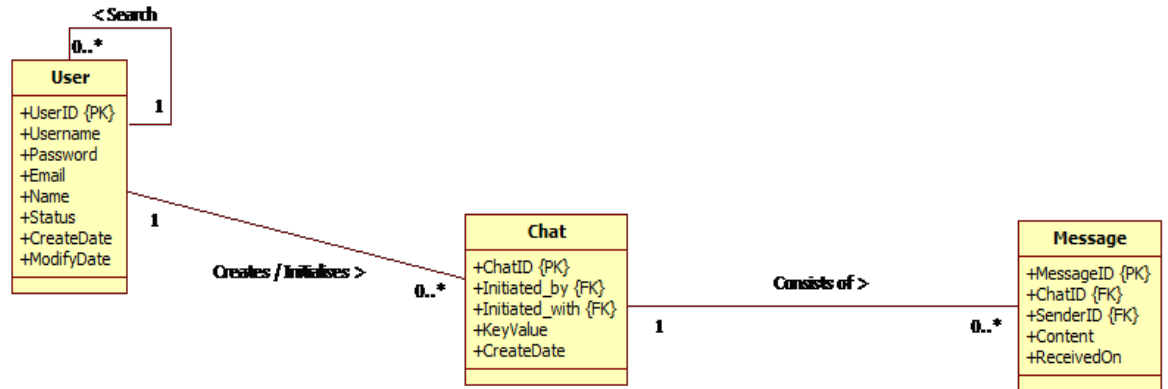 < Search
0..*
User
1
+UserID {PK}
+Username
+Password
+Email
+Name
+Status
+CreateDate
+ModifyDate
1
Creates / Initialises >
0..*
Chat
+ChatID {PK}
+Initiated_by {FK}
+Initiated_with {FK}
+KeyValue
+CreateDate
1
Consists of >
0..*
Message
+MessageID {PK}
+ChatID {FK}
+SenderID {FK}
+Content
+ReceivedOn